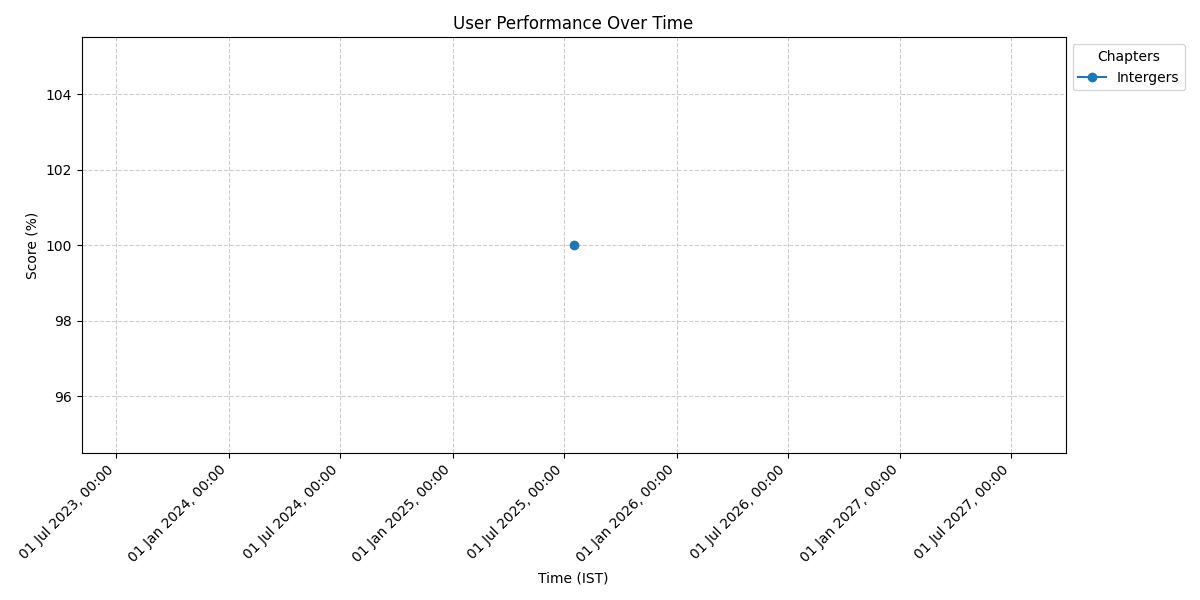 User Performance Over Time
Chapters
Intergers
Score (%)
104
102
100
98
96
01 Jul 2023, 00:00
01 Jan 2024, 00:00
01 Jul 2024, 00:00
01 Jan 2025, 00:00
01 Jul 2025, 00:00
01 Jan 2026, 00:00
01 Jul 2026, 00:00
01 Jan 2027, 00:00
01 Jul 2027, 00:00
Time (IST)